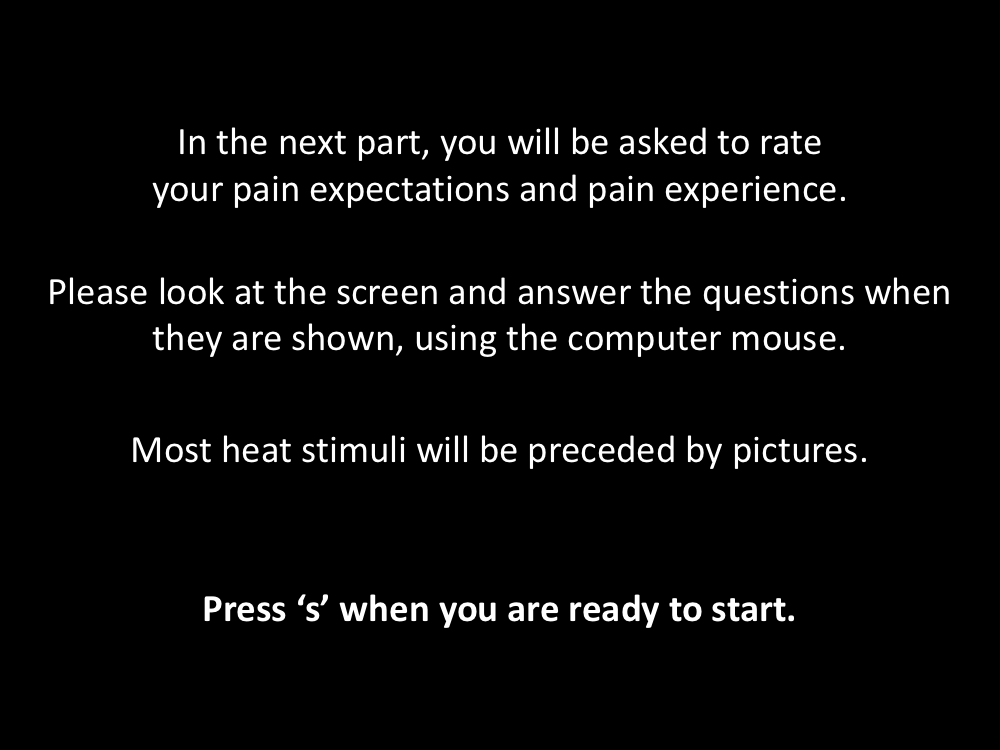 In the next part, you will be asked to rate
your pain expectations and pain experience.
Please look at the screen and answer the questions when
they are shown, using the computer mouse.
Most heat stimuli will be preceded by pictures.
Press ‘s’ when you are ready to start.